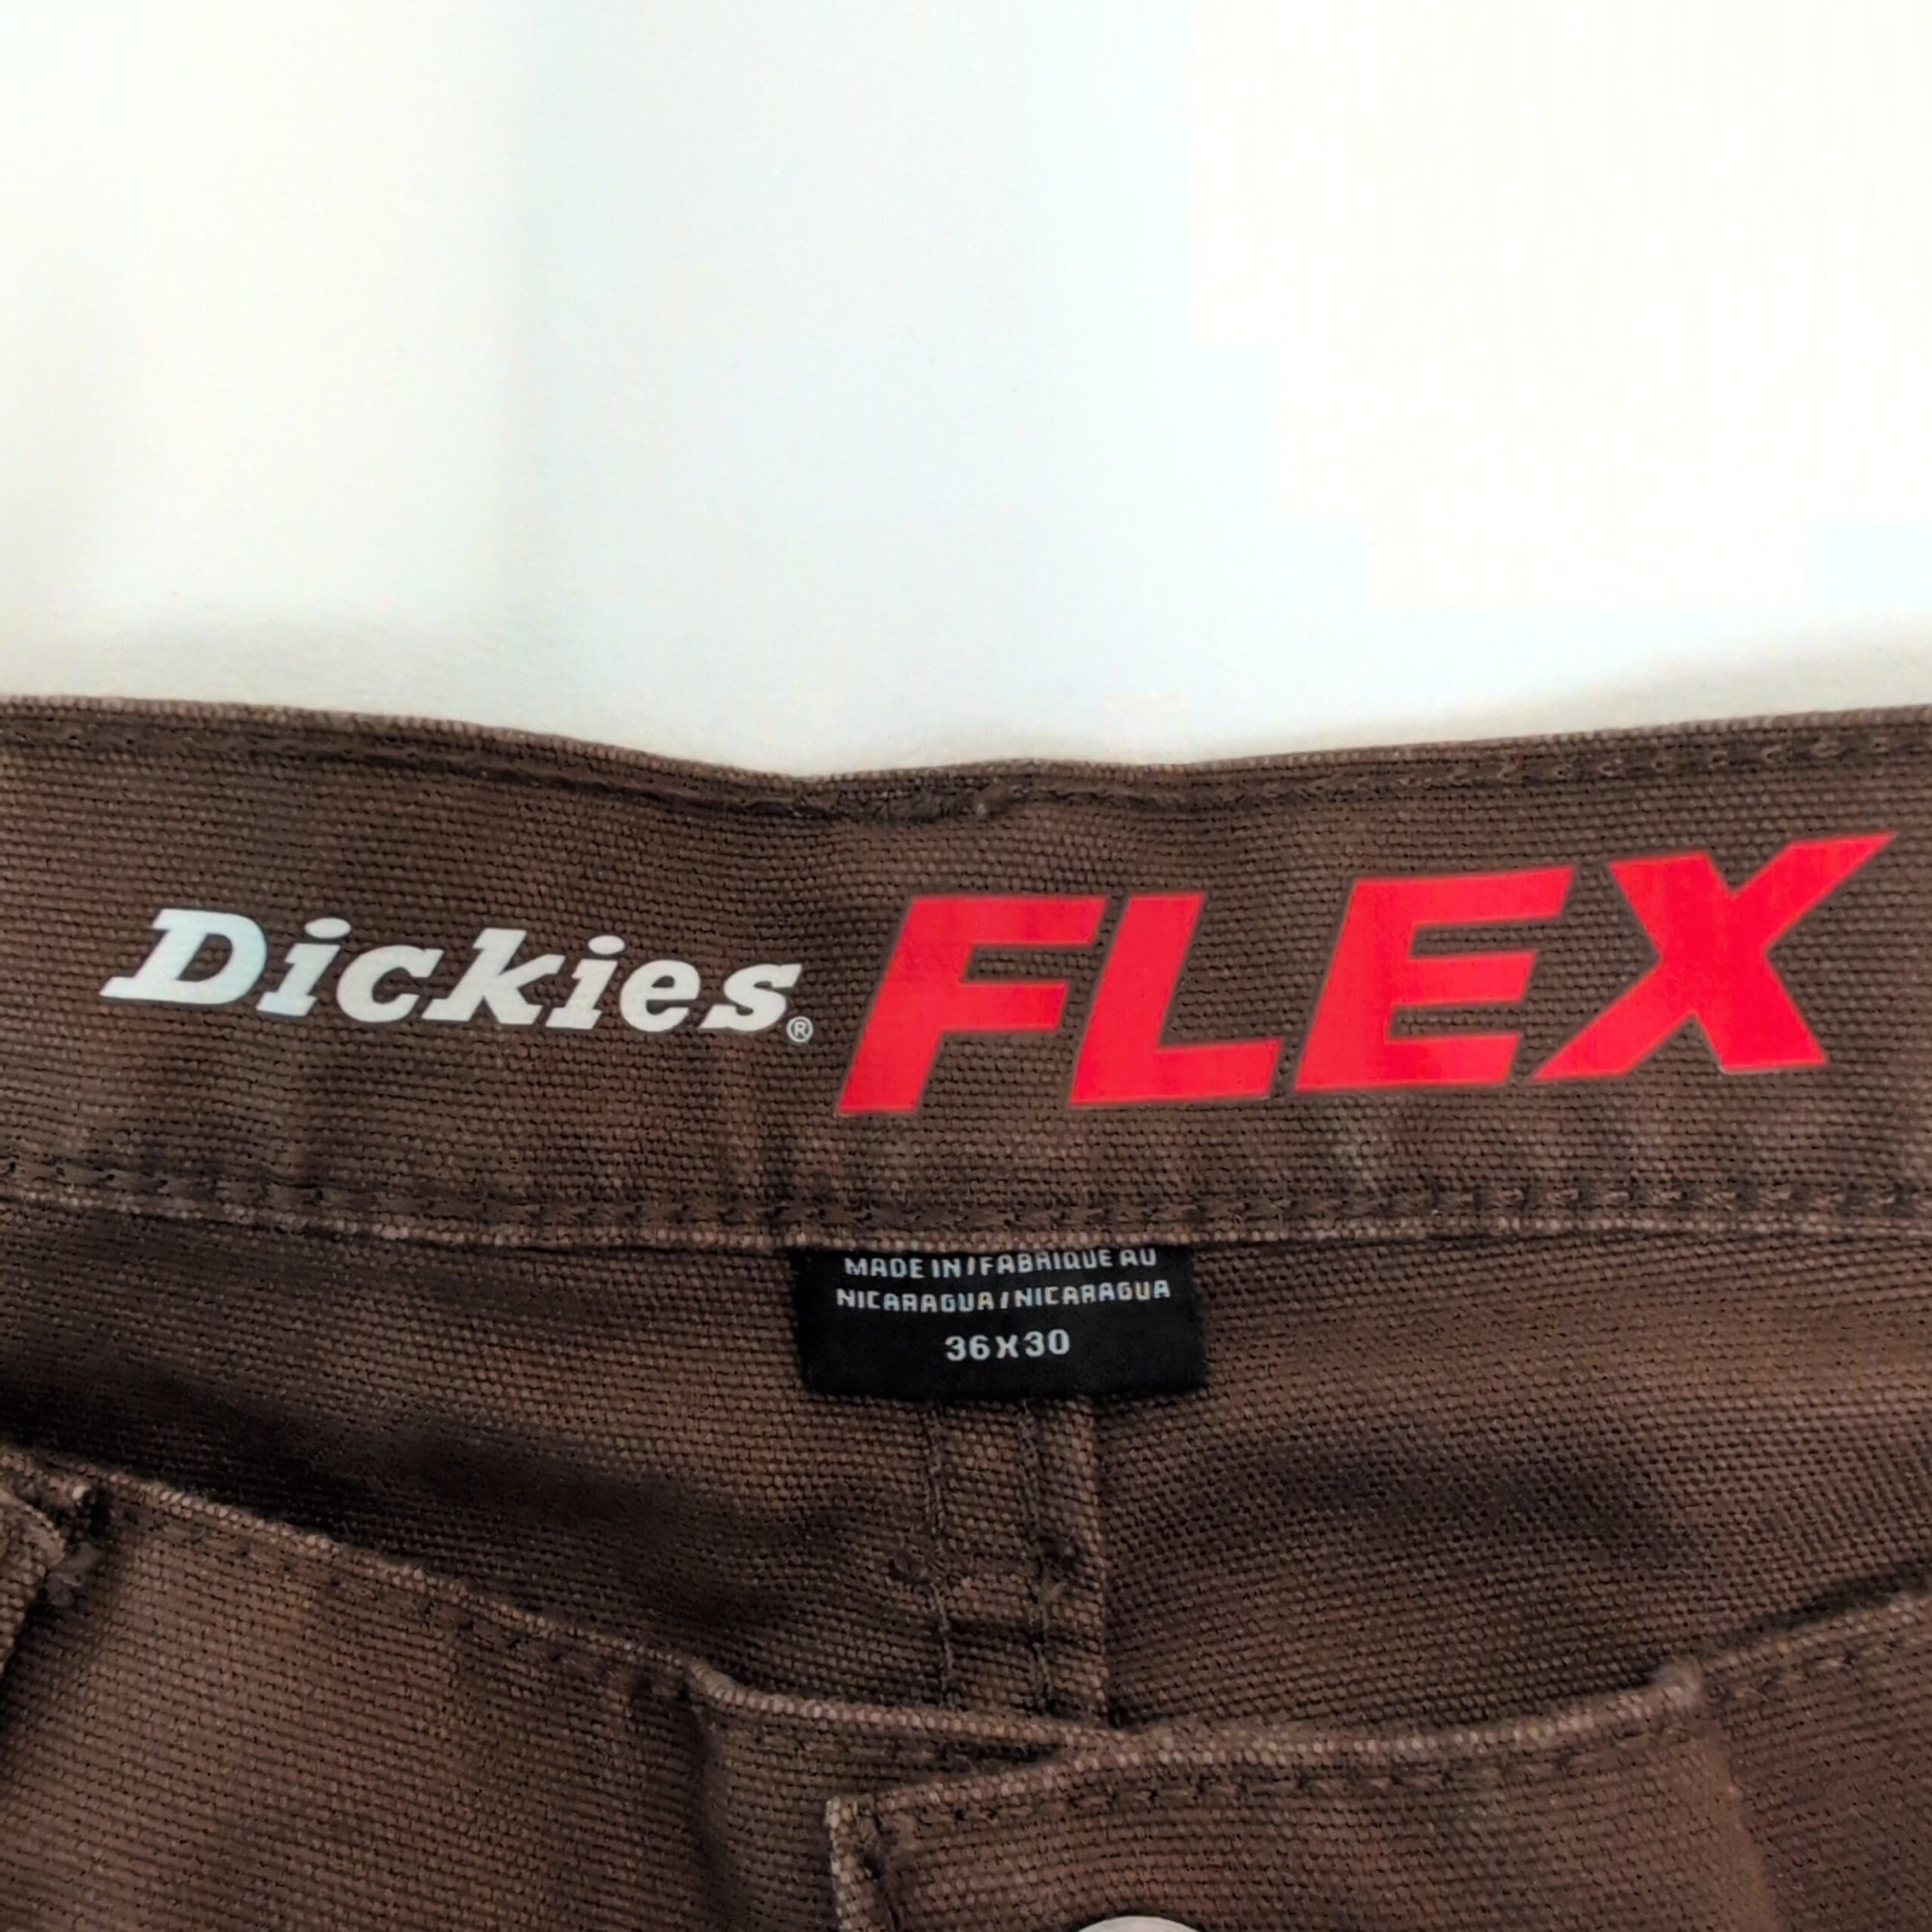 Dickies® FLEX
MADE IN/FABRIQUE AU
NICARAGUA/NICARAGUA
36X30